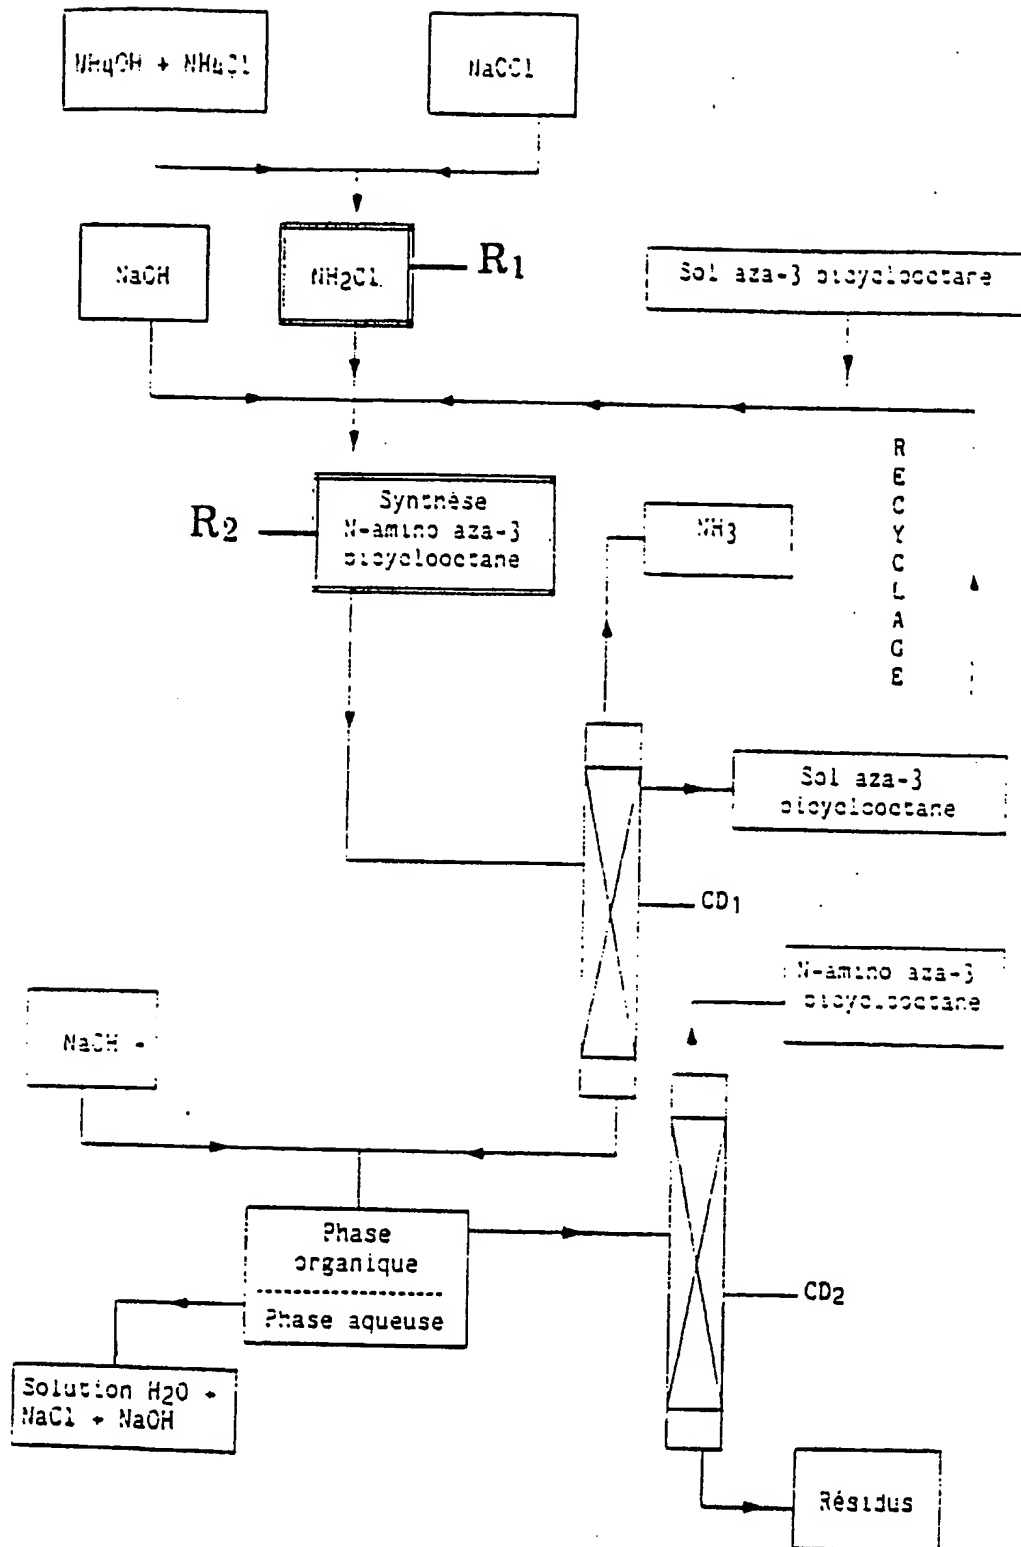 NH4OH + NH4Cl
NaOCl
NaOH
NH2Cl
R1
Sol aza-3 bicyclooctane
R
E
C
Y
C
L
A
G
E
R2
Synthèse
N-amino aza-3
bicyclooctane
NH3
Sol aza-3
bicyclooctane
CD1
N-amino aza-3
bicyclooctane
NaOH
Phase
organique
Phase aqueuse
CD2
Solution H2O +
NaCl + NaOH
Résidus